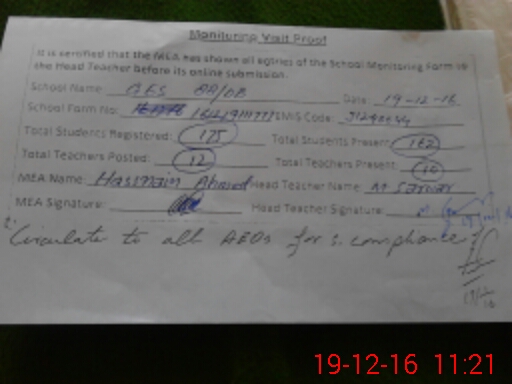 Monitoring Visit Proof
It is certified that the MEA has shown all entries of the School Monitoring Form to
the Head Teacher before its online submission.
School Name: Date: 19-12-16
School Form No: EMIS Code:
Total Students Registered: 175 Total Students Present: 162
Total Teachers Posted: 12 Total Teachers Present: 10
MEA Name: Hasnain Ahmed Head Teacher Name: M Sarwar
MEA Signature: Head Teacher Signature:
Circulate to all AEOs for s. compliance
19-12-16 11:21